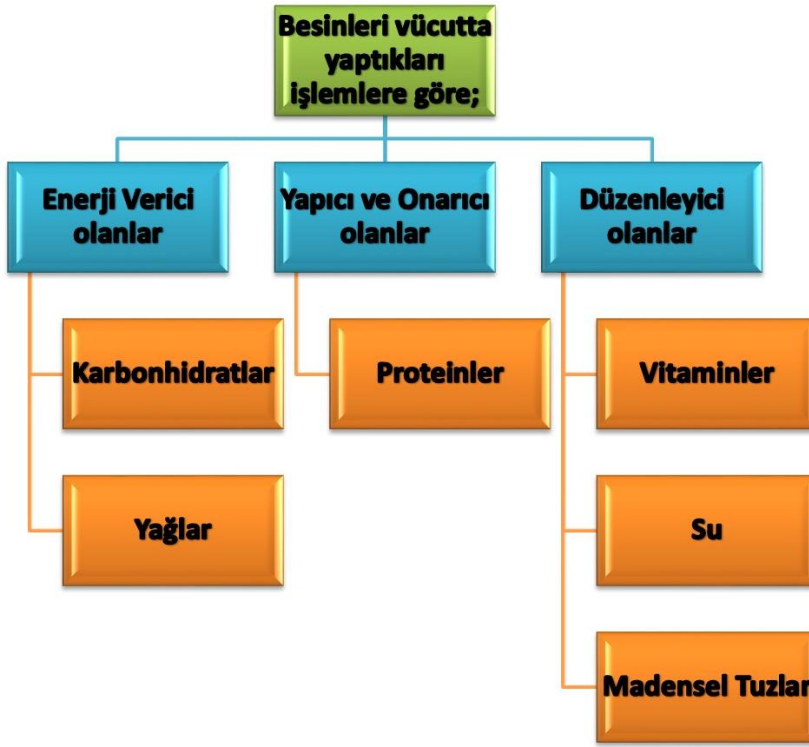 Besinleri vücutta
yaptıkları
işlemlere göre;
Enerji Verici
olanlar
Yapıcı ve Onarıcı
olanlar
Düzenleyici
olanlar
Karbonhidratlar
Proteinler
Vitaminler
Yağlar
Su
Madensel Tuzlar